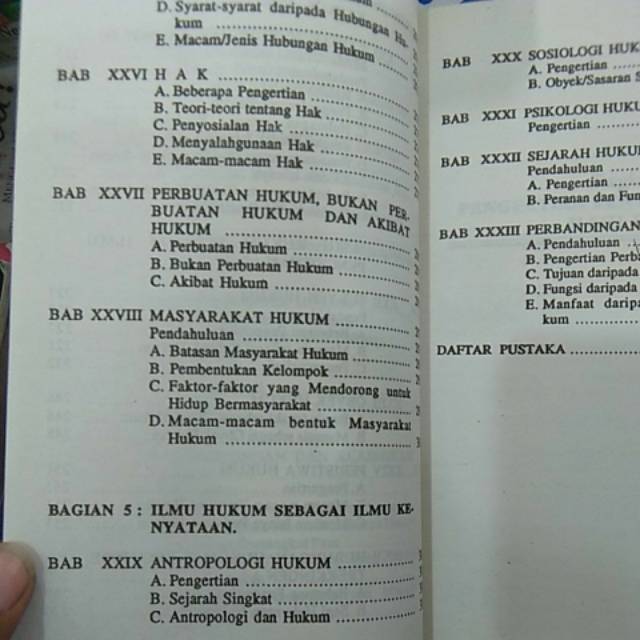 D. Syarat-syarat daripada Hubungan Hu-
kum
E. Macam/Jenis Hubungan Hukum
BAB XXVI H A K
A. Beberapa Pengertian
B. Teori-teori tentang Hak
C. Penyosialan Hak
D. Menyalahgunaan Hak
E. Macam-macam Hak
BAB XXVII PERBUATAN HUKUM, BUKAN PER-
BUATAN HUKUM DAN AKIBAT
HUKUM
A. Perbuatan Hukum
B. Bukan Perbuatan Hukum
C. Akibat Hukum
BAB XXVIII MASYARAKAT HUKUM
Pendahuluan
A. Batasan Masyarakat Hukum
B. Pembentukan Kelompok
C. Faktor-faktor yang Mendorong untuk
Hidup Bermasyarakat
D. Macam-macam bentuk Masyarakat
Hukum
BAGIAN 5 : ILMU HUKUM SEBAGAI ILMU KE-
NYATAAN.
BAB XXIX ANTROPOLOGI HUKUM
A. Pengertian
B. Sejarah Singkat
C. Antropologi dan Hukum
BAB XXX SOSIOLOGI HUK
A. Pengertian
B. Obyek/Sasaran S
BAB XXXI PSIKOLOGI HUKU
Pengertian
BAB XXXII SEJARAH HUKU
Pendahuluan
A. Pengertian
B. Peranan dan Fun
BAB XXXIII PERBANDINGAN
A. Pendahuluan
B. Pengertian Perb
C. Tujuan daripada
D. Fungsi daripada
E. Manfaat darip
kum
DAFTAR PUSTAKA